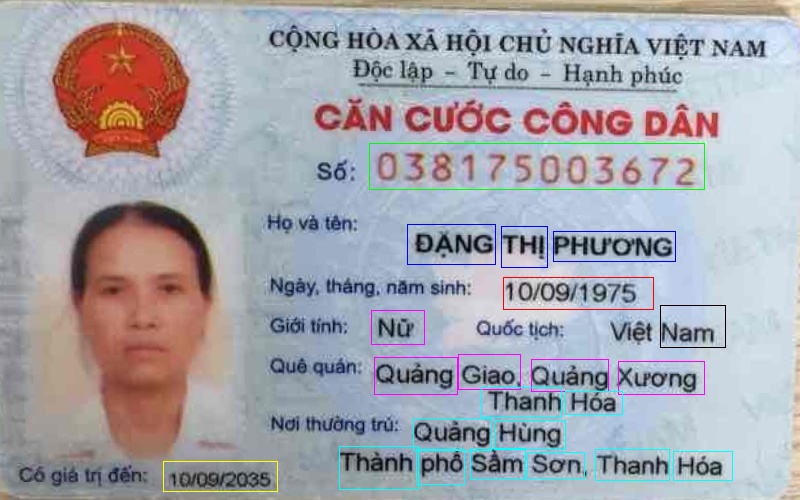 CỘNG HÒA XÃ HỘI CHỦ NGHĨA VIỆT NAM
Độc lập - Tự do - Hạnh phúc
CĂN CƯỚC CÔNG DÂN
Số: 038175003672
Họ và tên:
ĐẶNG THỊ PHƯƠNG
Ngày, tháng, năm sinh: 10/09/1975
Giới tính: Nữ Quốc tịch: Việt Nam
Quê quán: Quảng Giao, Quảng Xương
Thanh Hóa
Nơi thường trú: Quảng Hùng
Thành phố Sầm Sơn, Thanh Hóa
Có giá trị đến: 10/09/2035